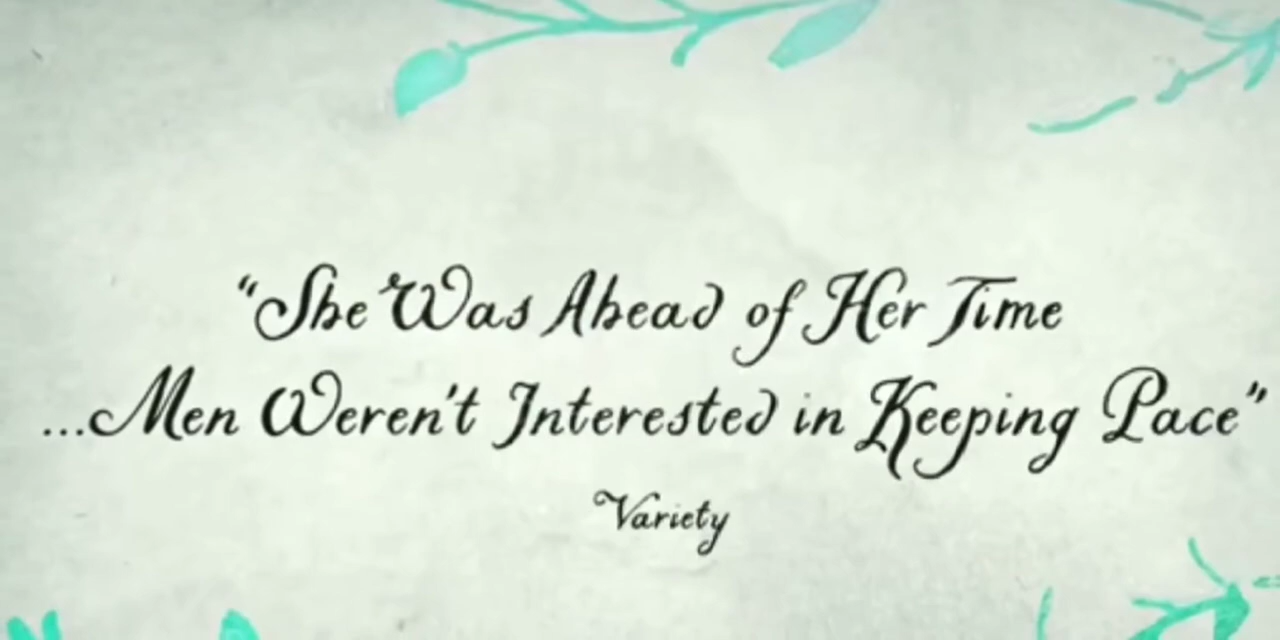 “She Was Ahead of Her Time
...Men Weren't Interested in Keeping Pace”
Variety